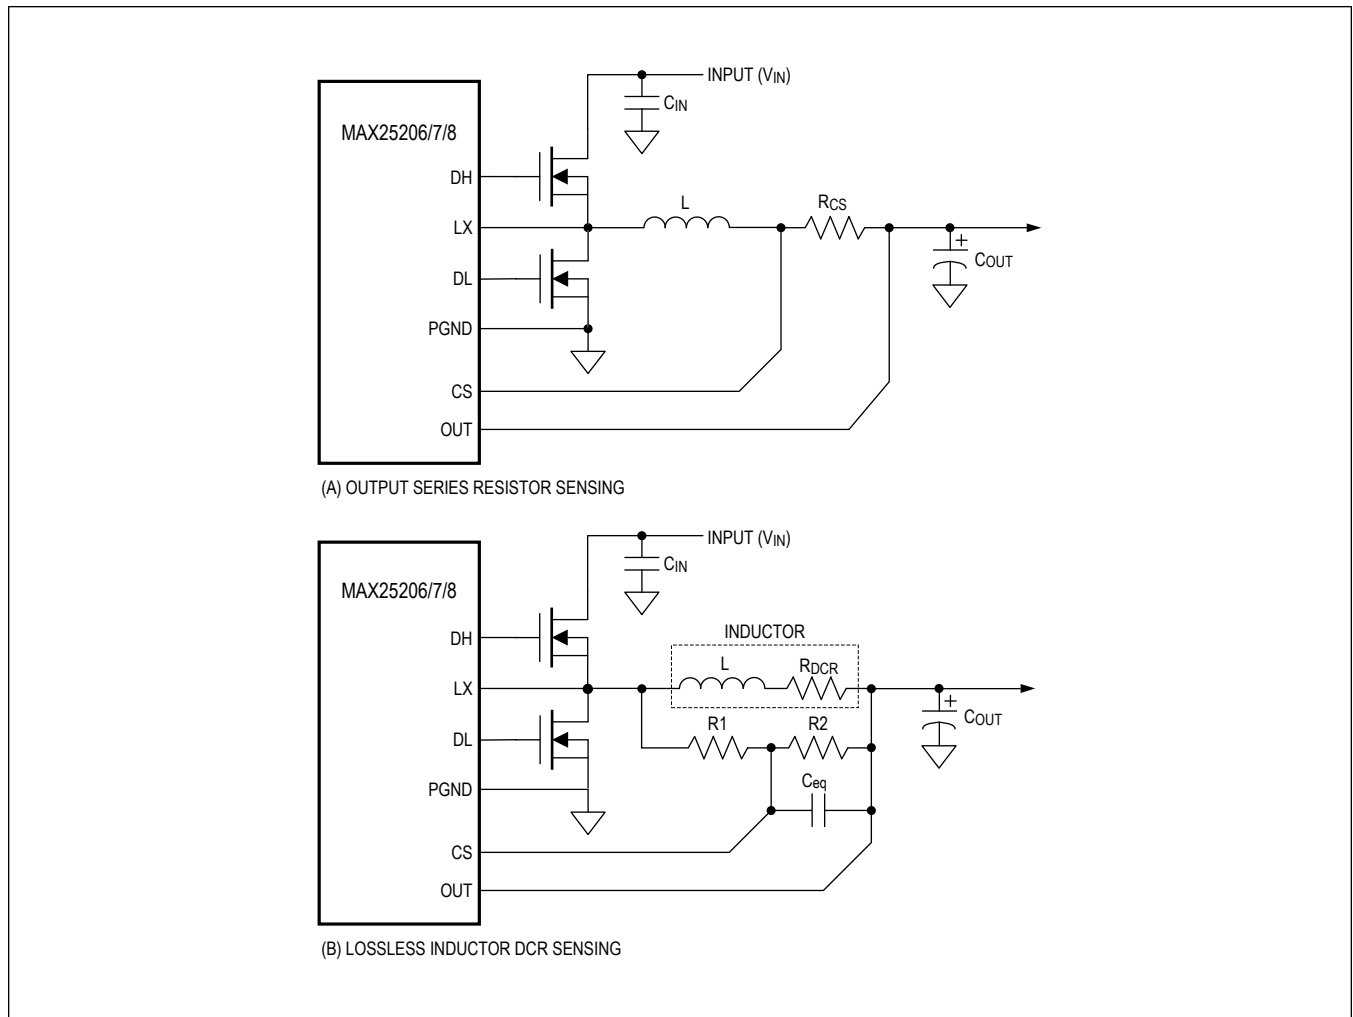 INPUT (VIN)
CIN
MAX25206/7/8
DH
LX
L
RCS
DL
+
COUT
PGND
CS
OUT
(A) OUTPUT SERIES RESISTOR SENSING
INPUT (VIN)
CIN
MAX25206/7/8
DH
INDUCTOR
L
RDCR
LX
+
COUT
R1
R2
DL
Ceq
PGND
CS
OUT
(B) LOSSLESS INDUCTOR DCR SENSING